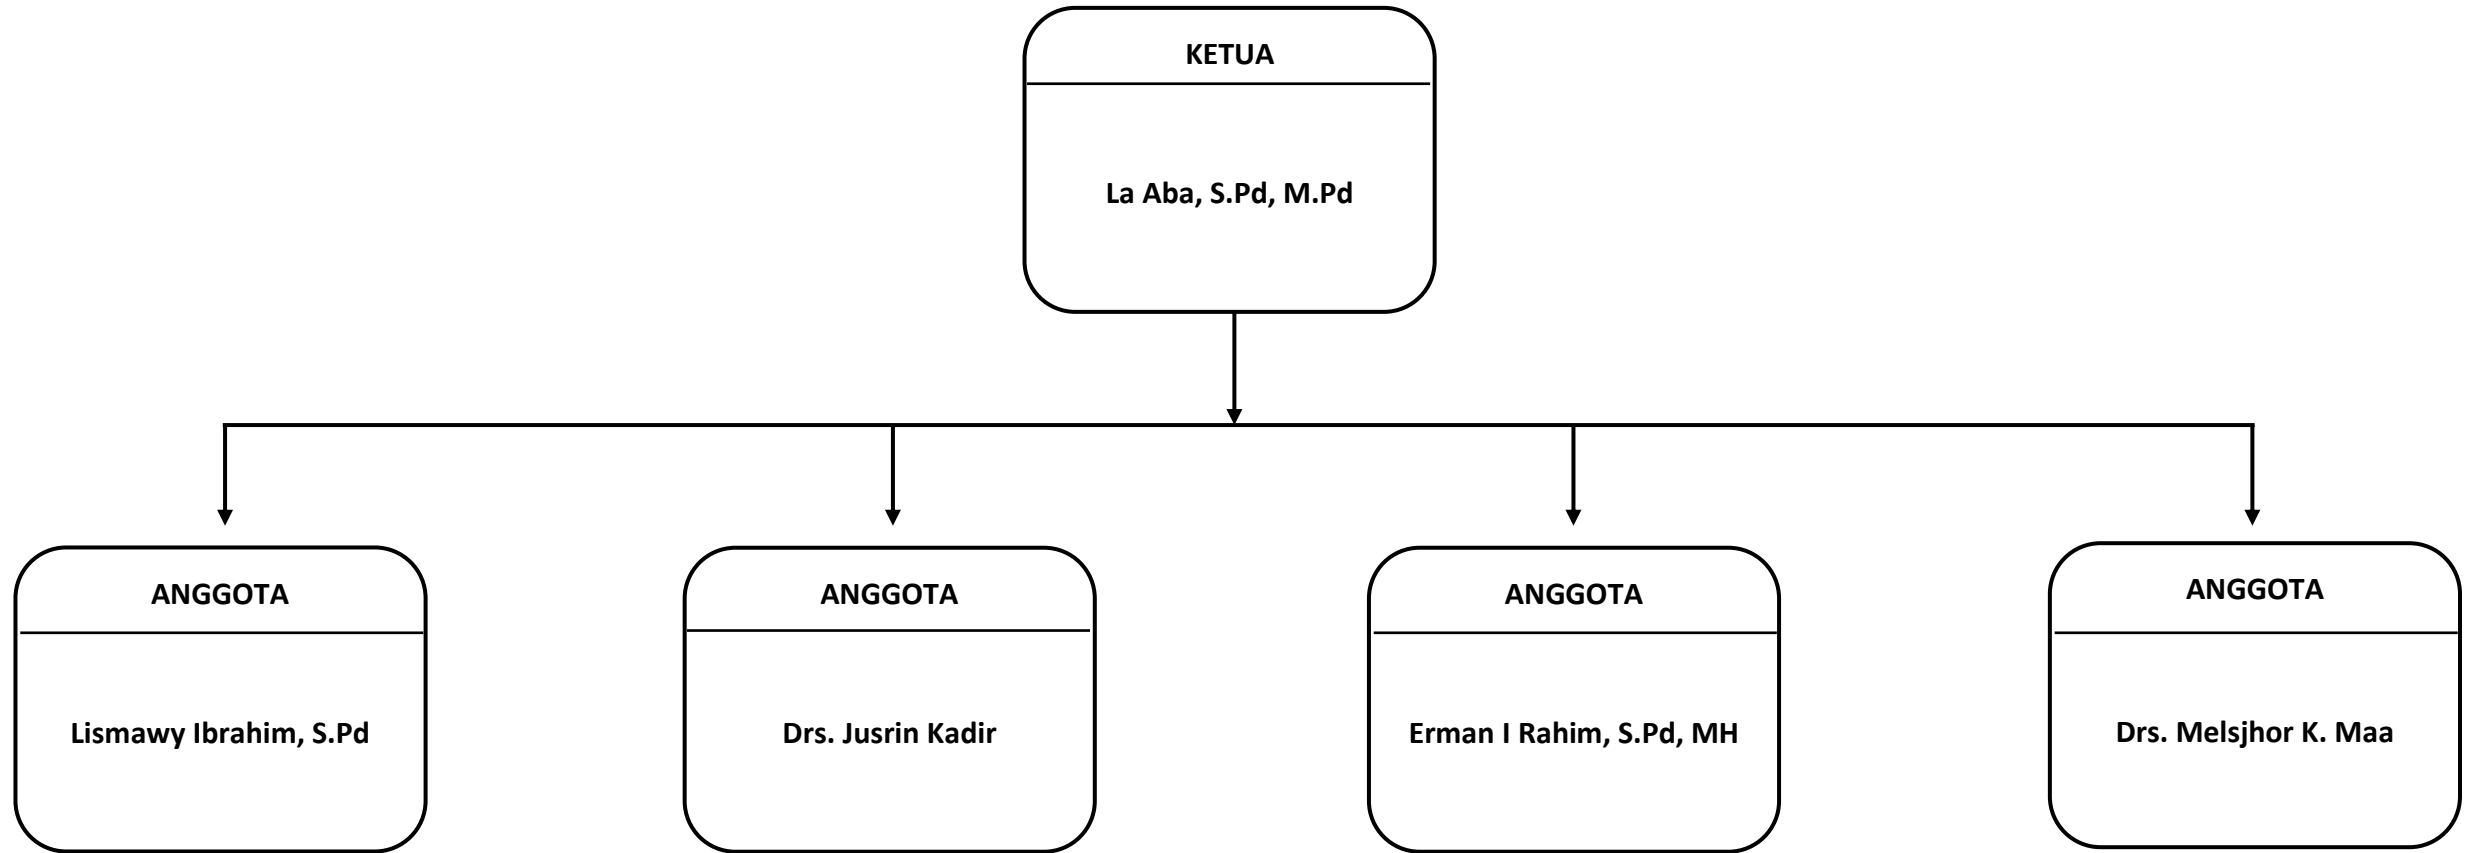 KETUA
La Aba, S.Pd, M.Pd
ANGGOTA
Lismawy Ibrahim, S.Pd
ANGGOTA
Drs. Jusrin Kadir
ANGGOTA
Erman I Rahim, S.Pd, MH
ANGGOTA
Drs. Melsjhor K. Maa